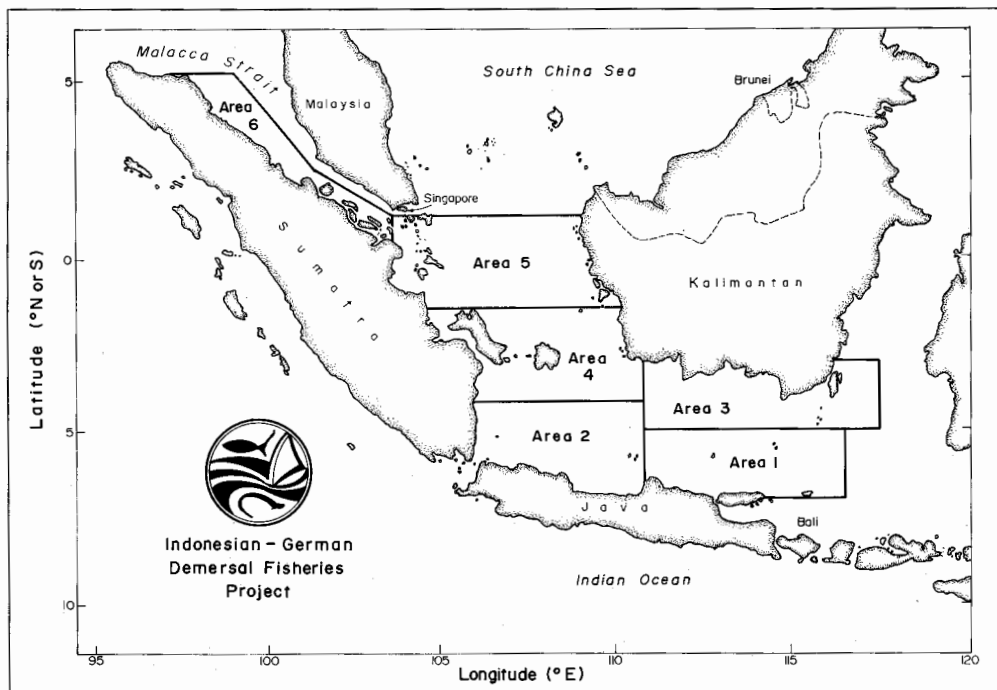 Malacca Strait
South China Sea
Brunei
Malaysia
Area
6
Singapore
Sumatra
Area 5
Kalimantan
Area
4
Area 3
Area 2
Area 1
Java
Bali
Indian Ocean
Indonesian - German
Demersal Fisheries
Project
Latitude (°N or S)
5
0
5
10
95
100
105
110
115
120
Longitude (°E)